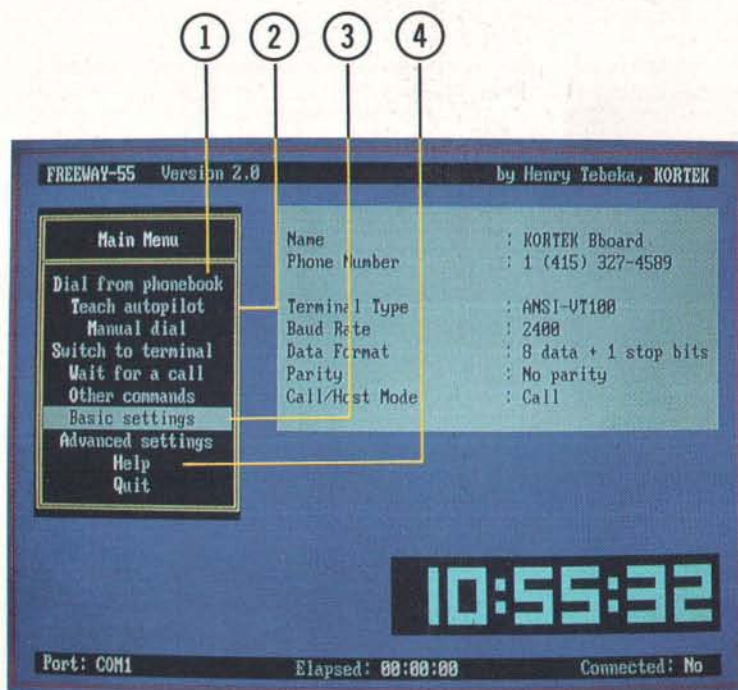 1 2 3 4
FREEWAY-55 Version 2.0 by Henry Tebeka, KORTEK
Main Menu
Dial from phonebook
Teach autopilot
Manual dial
Switch to terminal
Wait for a call
Other commands
Basic settings
Advanced settings
Help
Quit
Name : KORTEK Bboard
Phone Number : 1 (415) 327-4589
Terminal Type : ANSI-VT100
Baud Rate : 2400
Data Format : 8 data + 1 stop bits
Parity : No parity
Call/Host Mode : Call
10:55:32
Port: COM1 Elapsed: 00:00:00 Connected: No